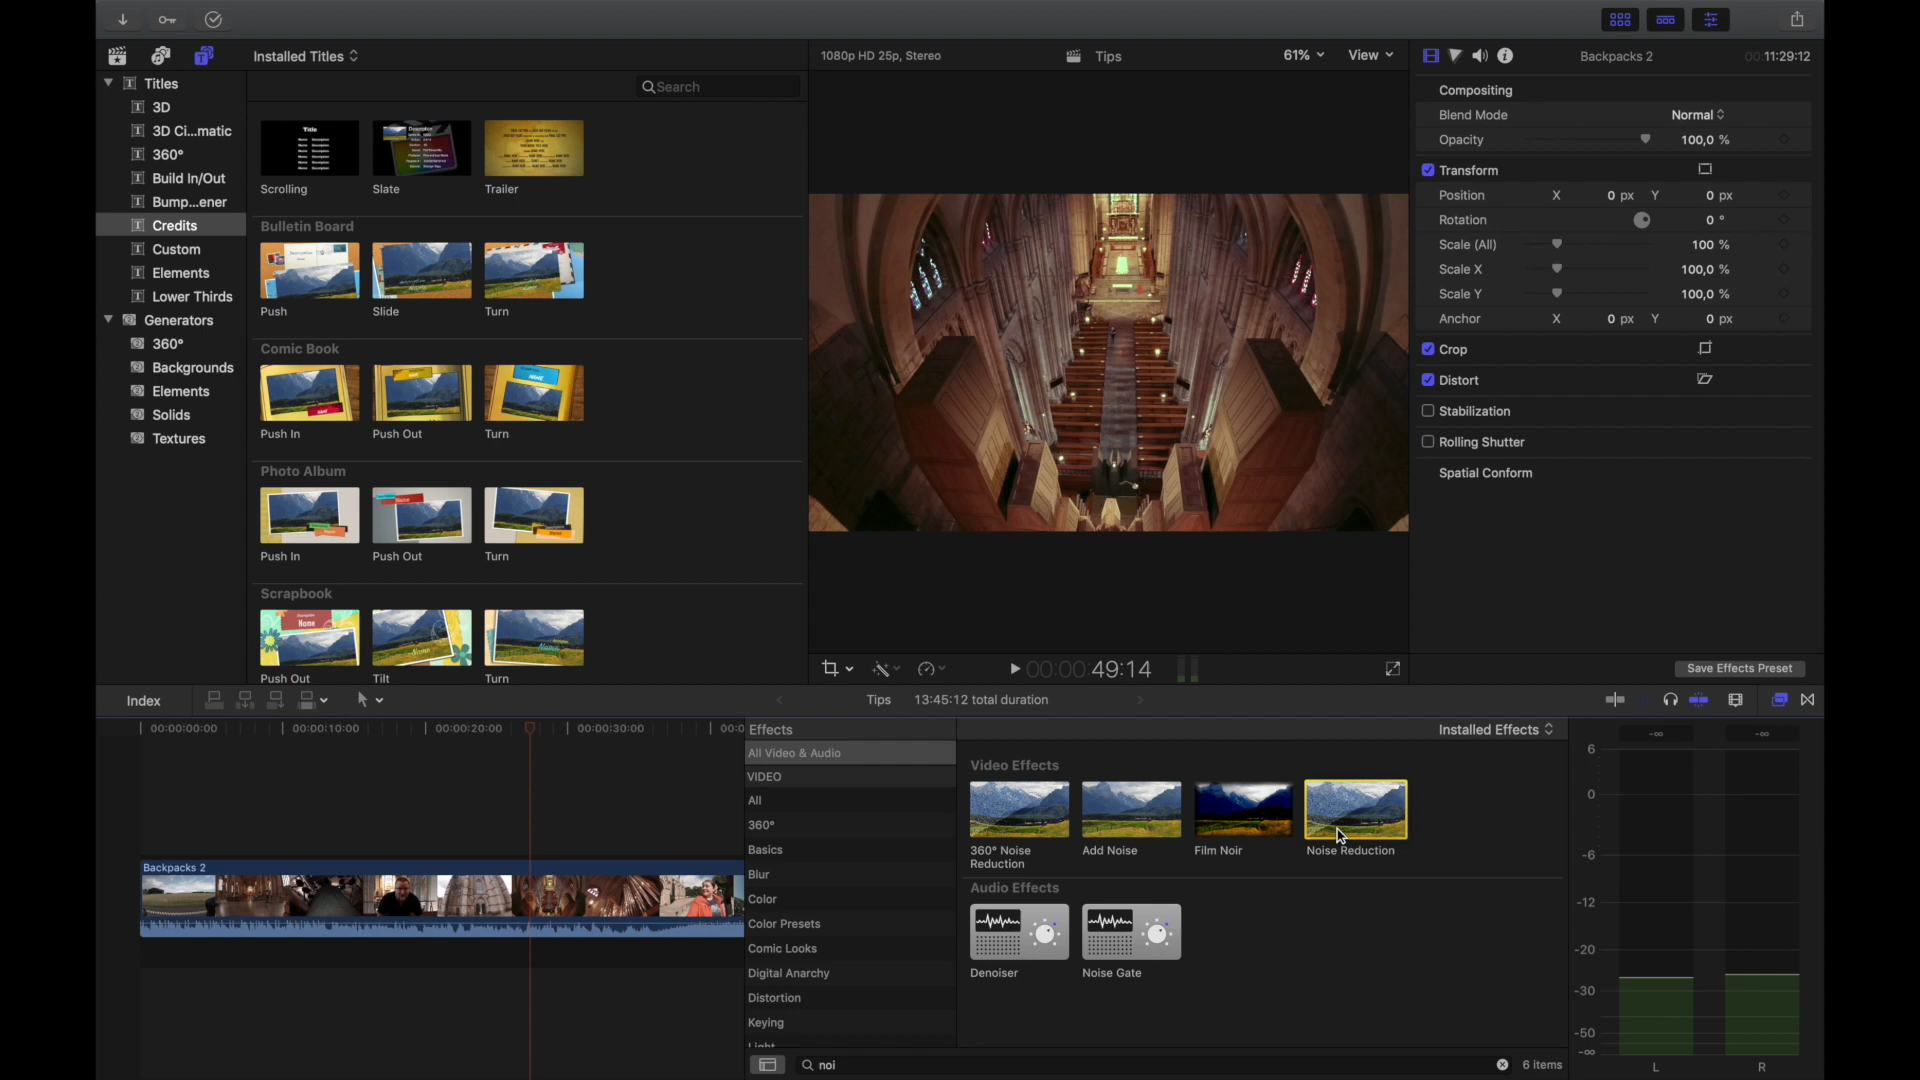 Installed Titles
1080p HD 25p, Stereo
Tips
61%
View
Backpacks 2
00:11:29:12
Titles
3D
3D Ci...matic
360°
Build In/Out
Bump...ener
Credits
Custom
Elements
Lower Thirds
Generators
360°
Backgrounds
Elements
Solids
Textures
Search
Scrolling
Slate
Trailer
Bulletin Board
Push
Slide
Turn
Comic Book
Push In
Push Out
Turn
Photo Album
Push In
Push Out
Turn
Scrapbook
Push Out
Tilt
Turn
Compositing
Blend Mode
Normal
Opacity
100,0 %
Transform
Position X 0 px Y 0 px
Rotation 0 °
Scale (All) 100 %
Scale X 100,0 %
Scale Y 100,0 %
Anchor X 0 px Y 0 px
Crop
Distort
Stabilization
Rolling Shutter
Spatial Conform
00:00:49:14
Save Effects Preset
Index
Tips
13:45:12 total duration
00:00:00:00
00:00:10:00
00:00:20:00
00:00:30:00
Backpacks 2
Effects
All Video & Audio
VIDEO
All
360°
Basics
Blur
Color
Color Presets
Comic Looks
Digital Anarchy
Distortion
Keying
Light
Installed Effects
Video Effects
360° Noise
Reduction
Add Noise
Film Noir
Noise Reduction
Audio Effects
Denoiser
Noise Gate
noi
6 items
-∞ -∞
6
0
-6
-12
-20
-30
-50
-∞
L R